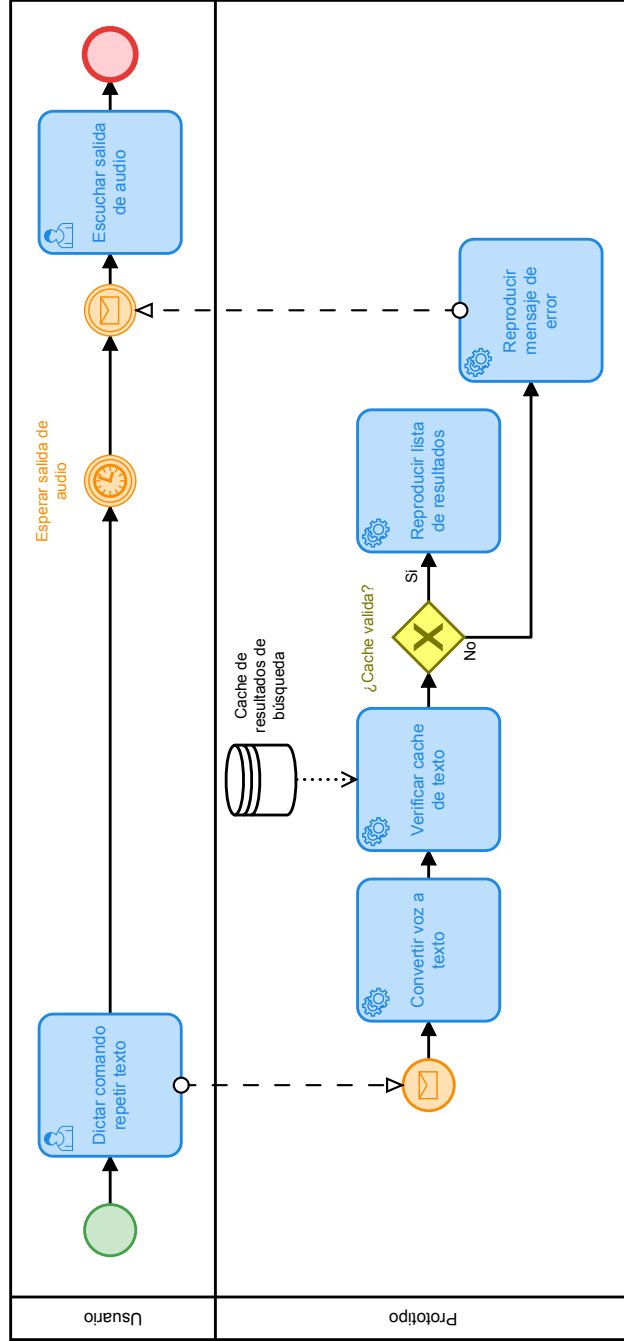 Usuario
Dictar comando
repetir texto
Esperar salida de
audio
Escuchar salida
de audio
Prototipo
Convertir voz a
texto
Cache de
resultados de
búsqueda
Verificar cache
de texto
¿Cache valida?
Si
No
Reproducir lista
de resultados
Reproducir
mensaje de
error